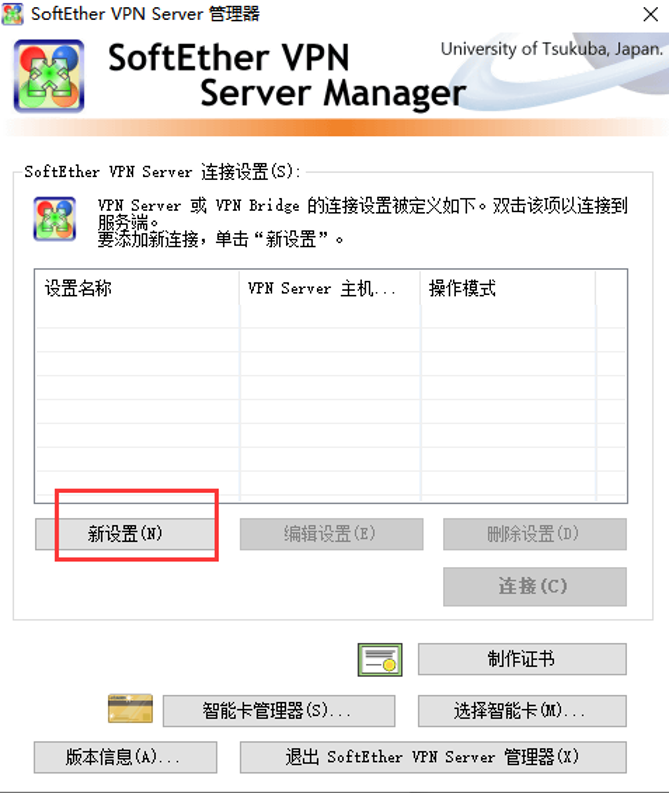 SoftEther VPN Server 管理器
SoftEther VPN
University of Tsukuba, Japan.
Server Manager
SoftEther VPN Server 连接设置(S):
VPN Server 或 VPN Bridge 的连接设置被定义如下。双击该项以连接到
服务端。
要添加新连接，单击“新设置”。
设置名称 VPN Server 主机... 操作模式
新设置(N) 编辑设置(E) 删除设置(D)
连接(C)
制作证书
智能卡管理器(S)... 选择智能卡(M)...
版本信息(A)... 退出 SoftEther VPN Server 管理器(X)